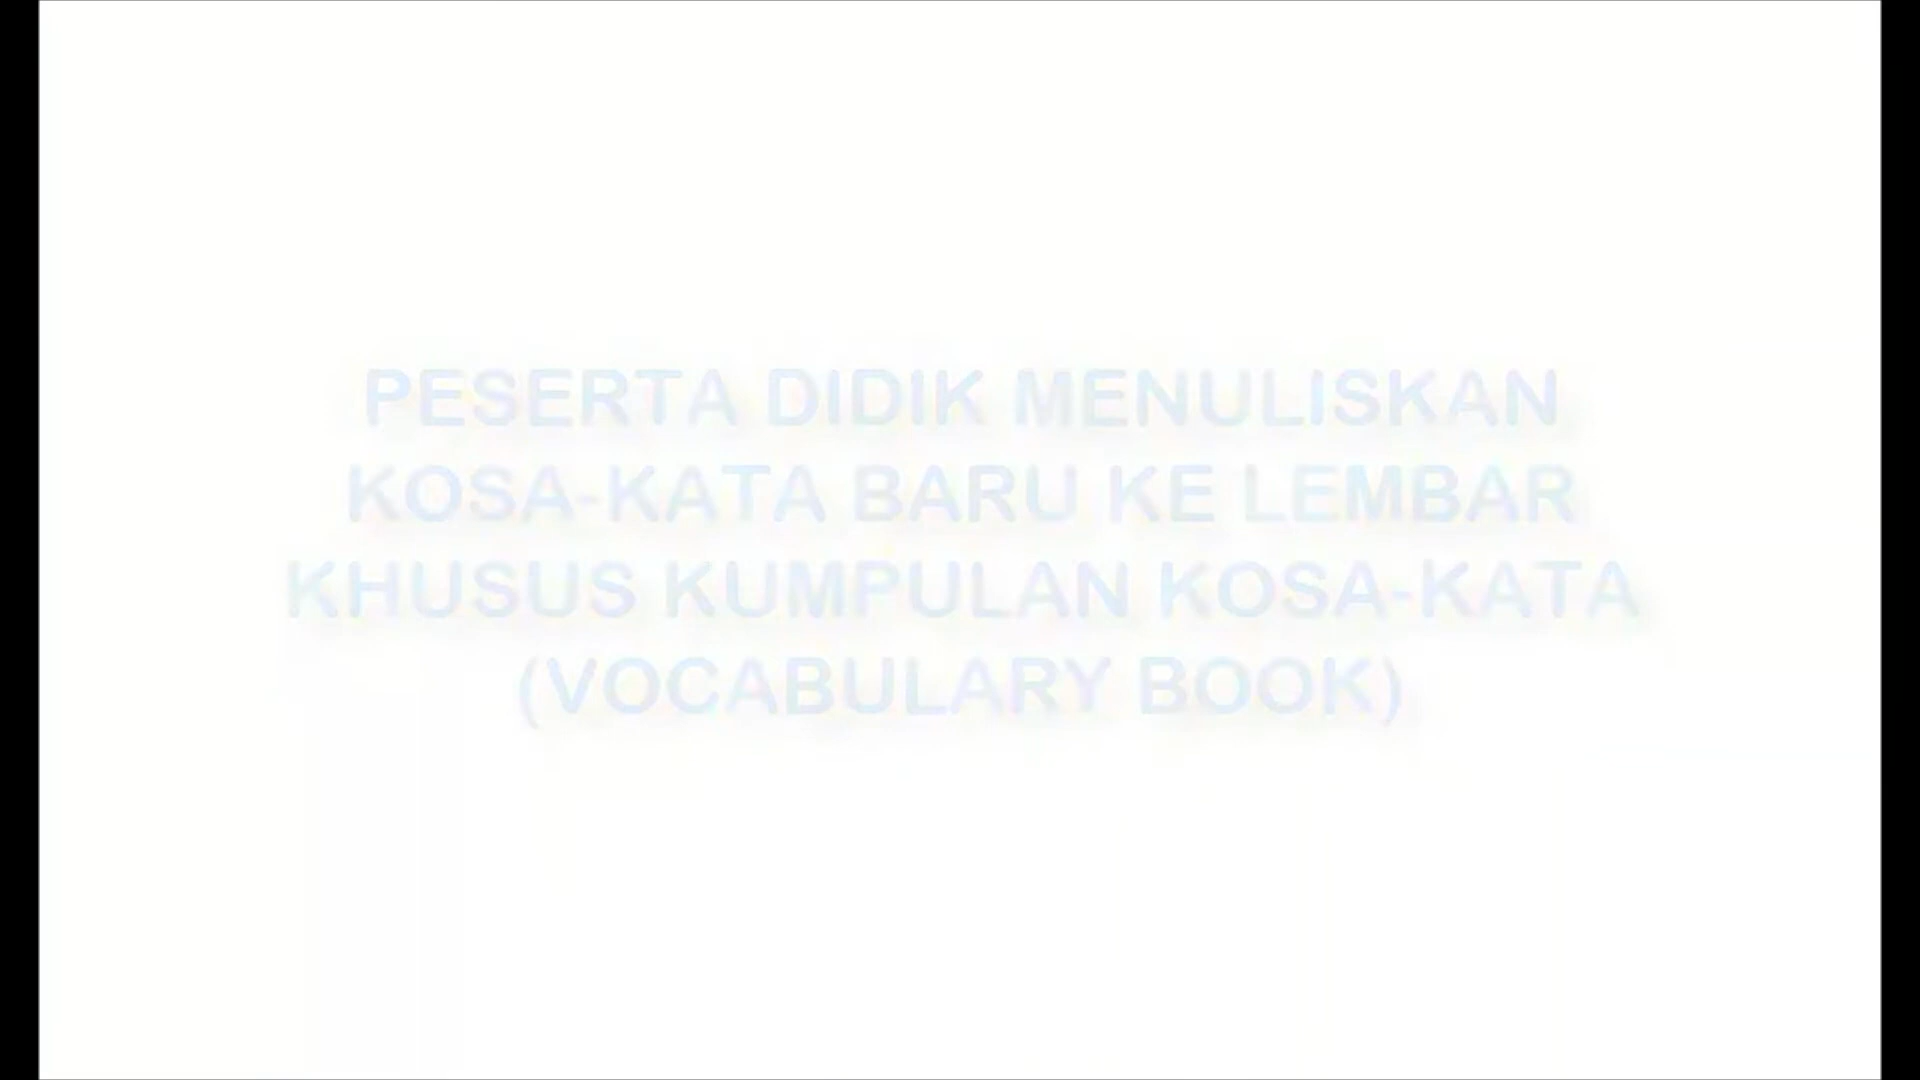 PESERTA DIDIK MENULISKAN
KOSA-KATA BARU KE LEMBAR
KHUSUS KUMPULAN KOSA-KATA
(VOCABULARY BOOK)